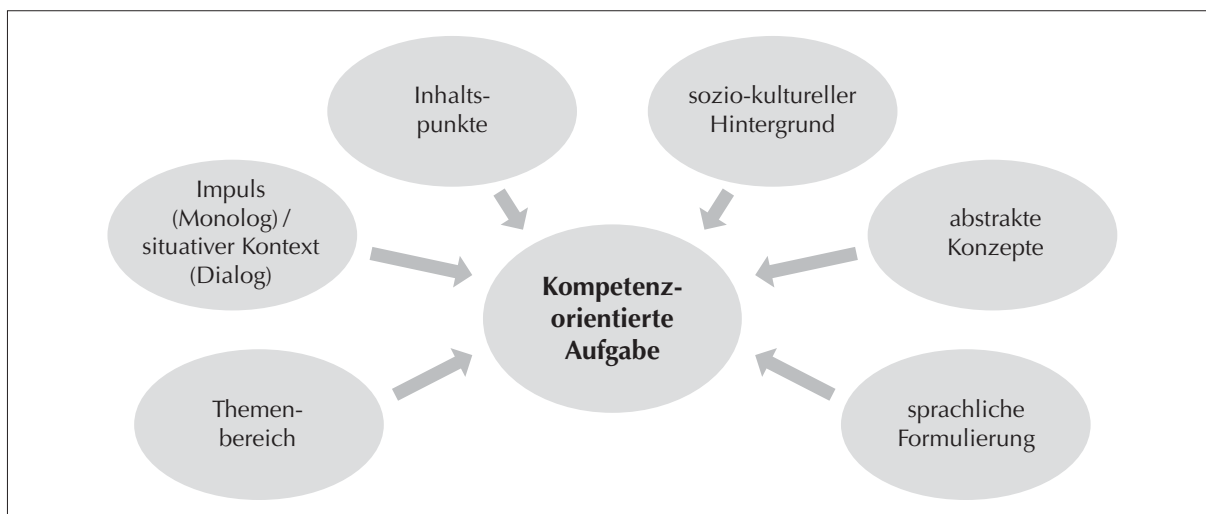 Inhalts-
punkte
sozio-kultureller
Hintergrund
Impuls
(Monolog) /
situativer Kontext
(Dialog)
abstrakte
Konzepte
Kompetenz-
orientierte
Aufgabe
Themen-
bereich
sprachliche
Formulierung